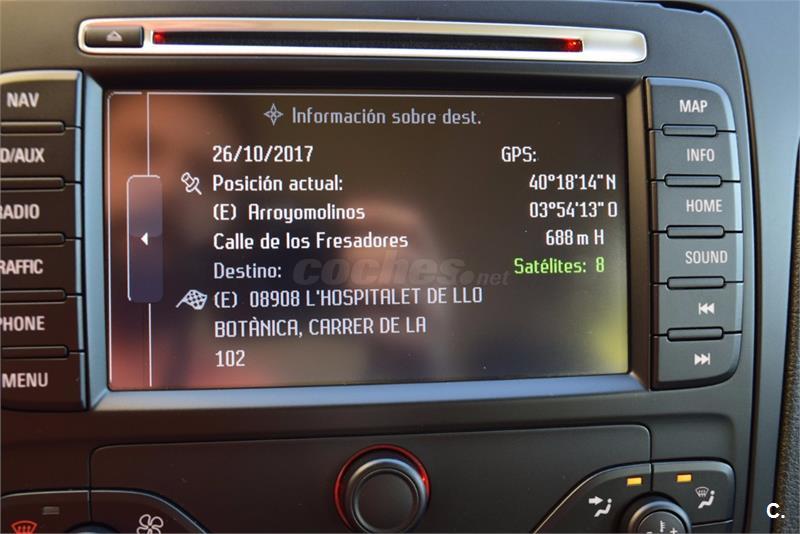 NAV
D/AUX
RADIO
RAFFIC
PHONE
MENU
Información sobre dest.
26/10/2017
GPS:
Posición actual:
40°18'14"N
(E) Arroyomolinos
03°54'13"O
Calle de los Fresadores
688 m H
Destino:
coches.net
Satélites: 8
(E) 08908 L'HOSPITALET DE LLO
BOTÀNICA, CARRER DE LA
102
MAP
INFO
HOME
SOUND
C.